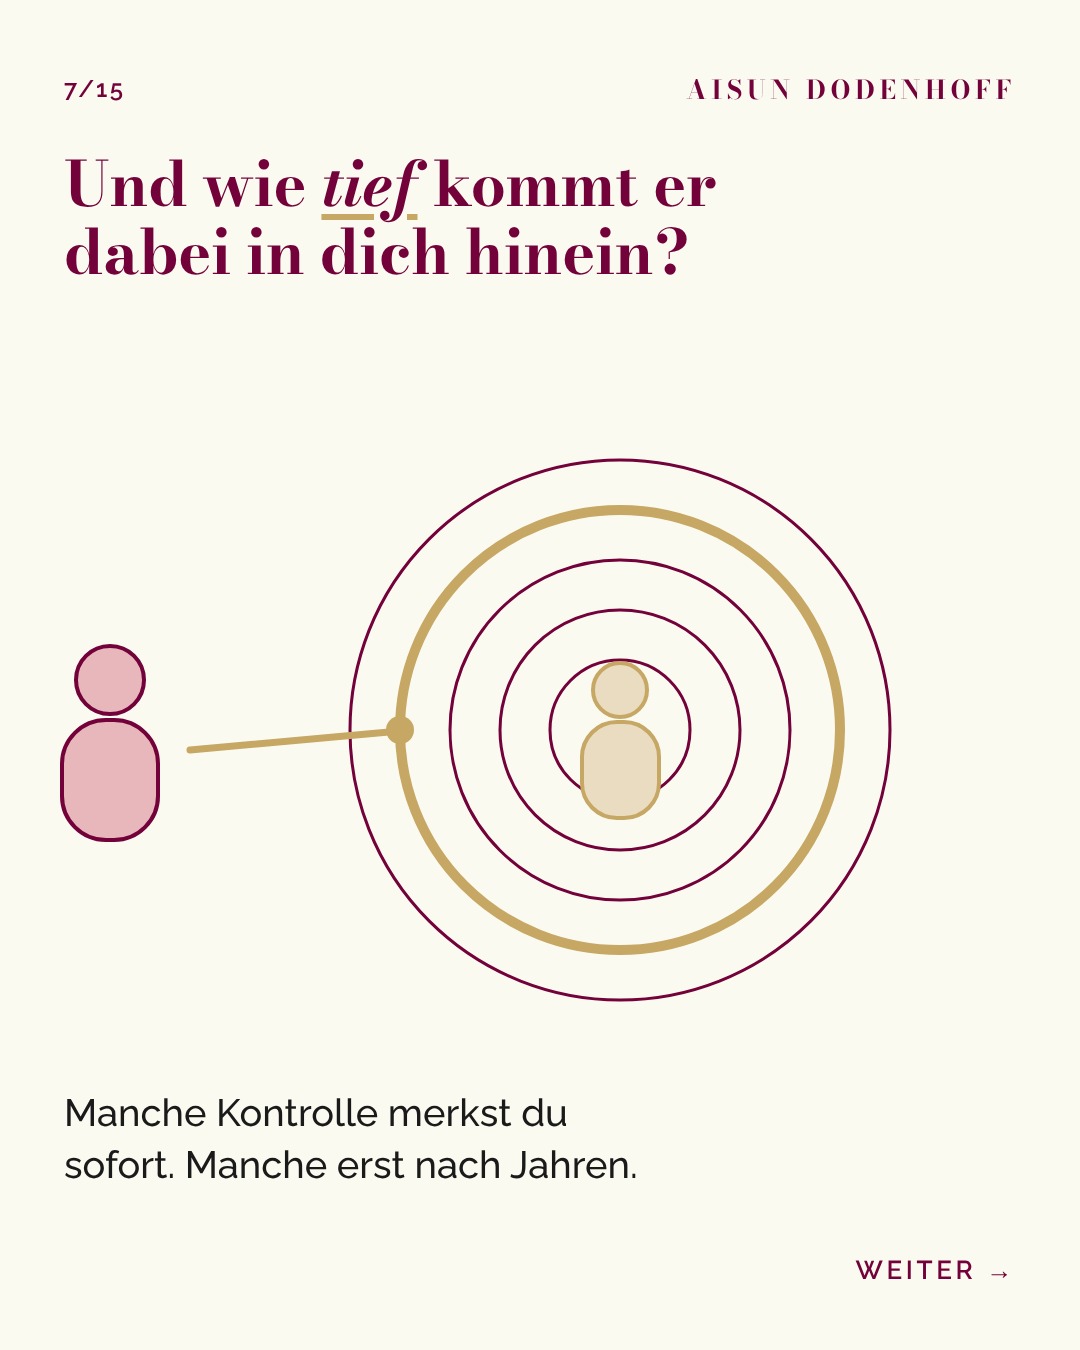 7/15
AISUN DODENHOFF
Und wie tief kommt er
dabei in dich hinein?
Manche Kontrolle merkst du
sofort. Manche erst nach Jahren.
WEITER →